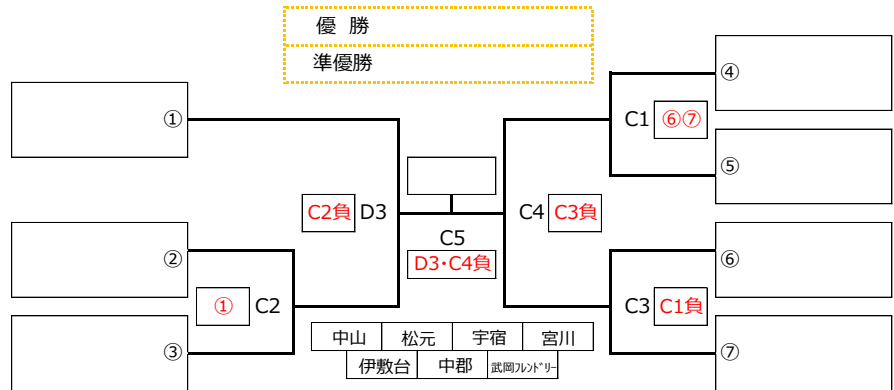 優 勝
準優勝
①
②
③
④
⑤
⑥
⑦
C1 ⑥⑦
C2負 D3
C4 C3負
C5
D3・C4負
① C2
C3 C1負
中山 松元 宇宿 宮川
伊敷台 中郡 武岡フレンドリー